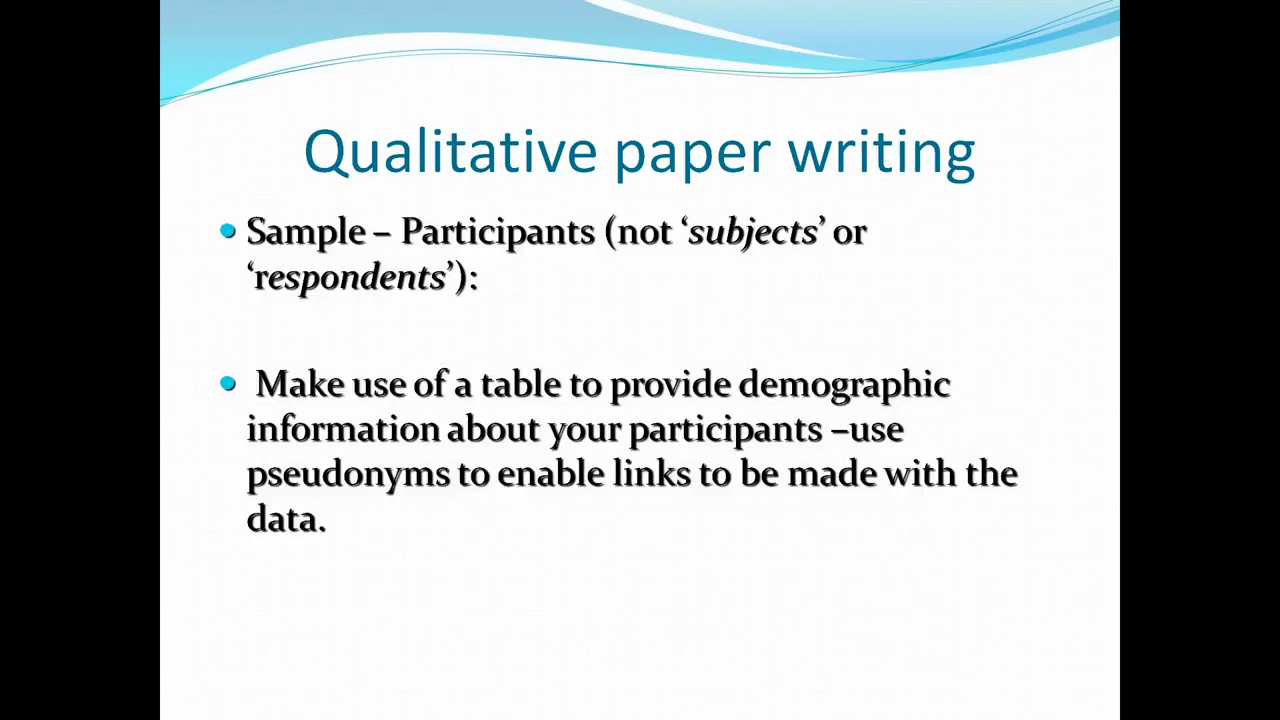 Qualitative paper writing
• Sample – Participants (not ‘subjects’ or
‘respondents’):
• Make use of a table to provide demographic
information about your participants –use
pseudonyms to enable links to be made with the
data.